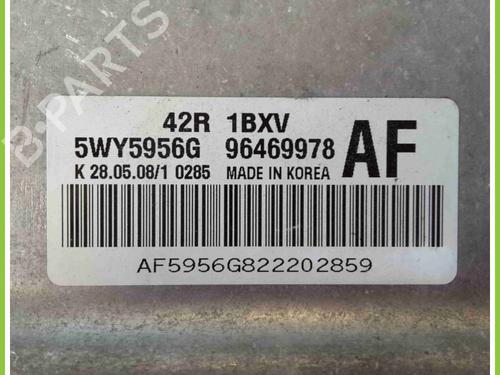 B-PARTS
42R 1BXV
5WY5956G 96469978 AF
K 28.05.08/1 0285 MADE IN KOREA
AF5956G822202859